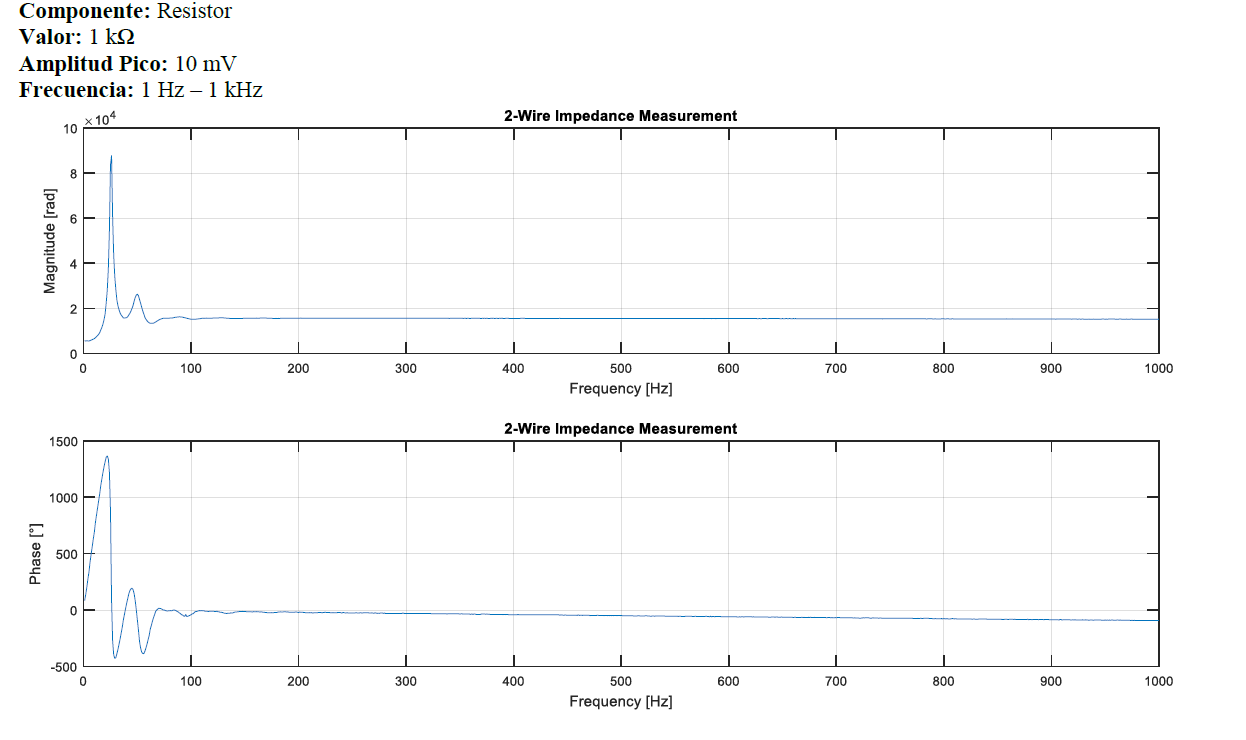 Componente: Resistor
Valor: 1 kΩ
Amplitud Pico: 10 mV
Frecuencia: 1 Hz – 1 kHz
2-Wire Impedance Measurement
×10⁴
10
8
6
4
2
0
Magnitude [rad]
0 100 200 300 400 500 600 700 800 900 1000
Frequency [Hz]
2-Wire Impedance Measurement
1500
1000
500
0
-500
Phase [°]
0 100 200 300 400 500 600 700 800 900 1000
Frequency [Hz]